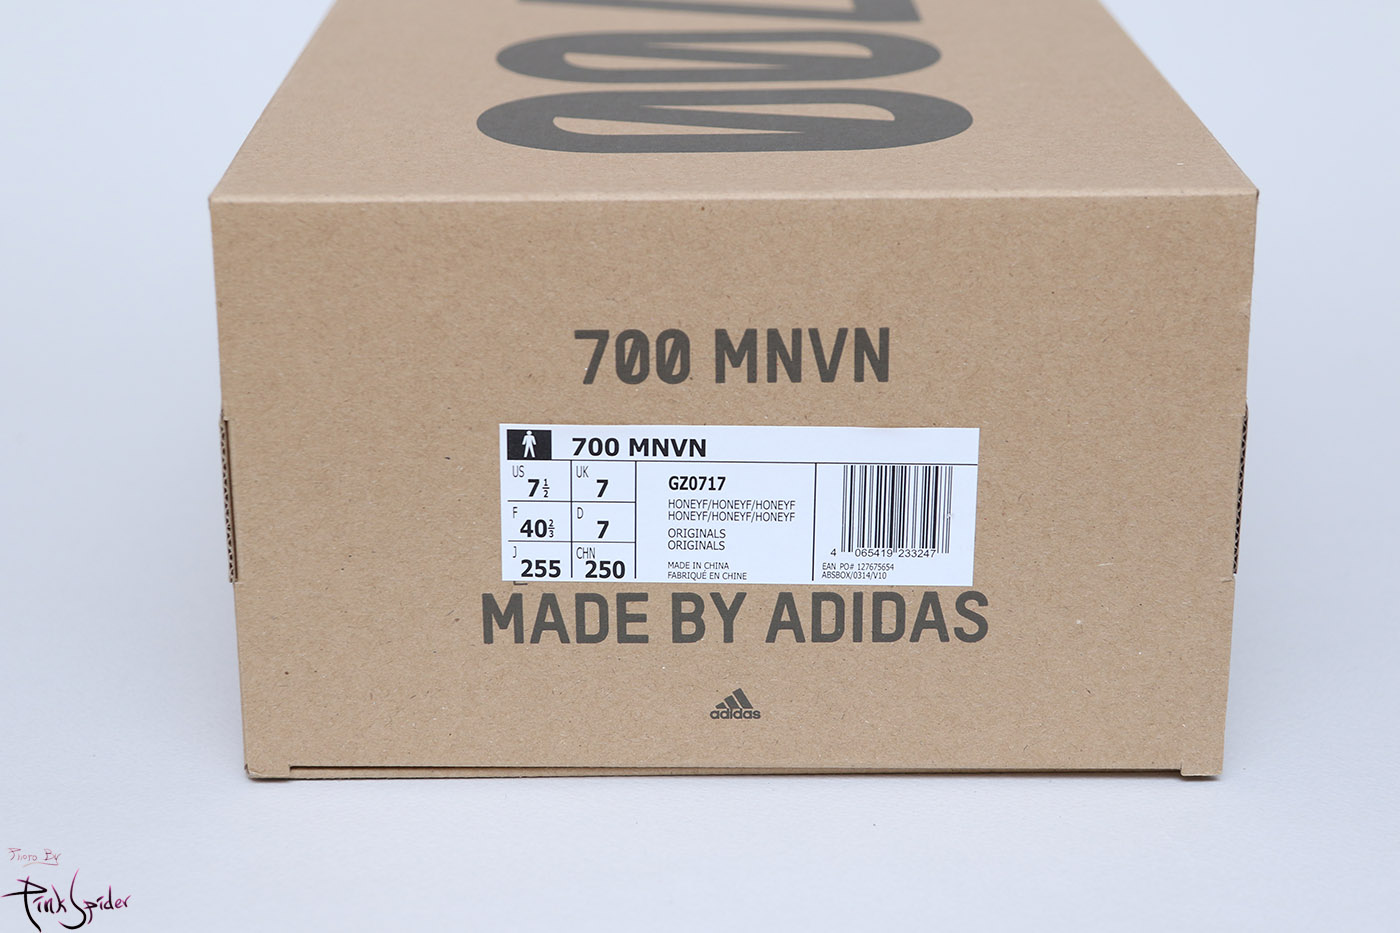 700
700 MNVN
700 MNVN
US 7½ UK 7
F 40⅔ D 7
J 255 CHN 250
GZ0717
HONEYF/HONEYF/HONEYF
HONEYF/HONEYF/HONEYF
ORIGINALS
ORIGINALS
MADE IN CHINA
FABRIQUÉ EN CHINE
4 065419 233247
EAN PO# 127675654
ABSBOX/0314/V10
MADE BY ADIDAS
adidas
Photo By
Pink Spider